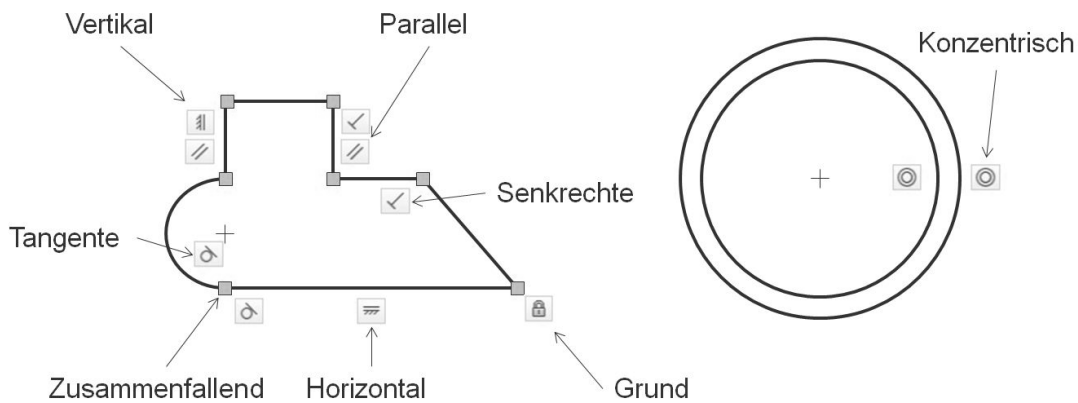 Vertikal
Parallel
Konzentrisch
Senkrechte
Tangente
Zusammenfallend
Horizontal
Grund